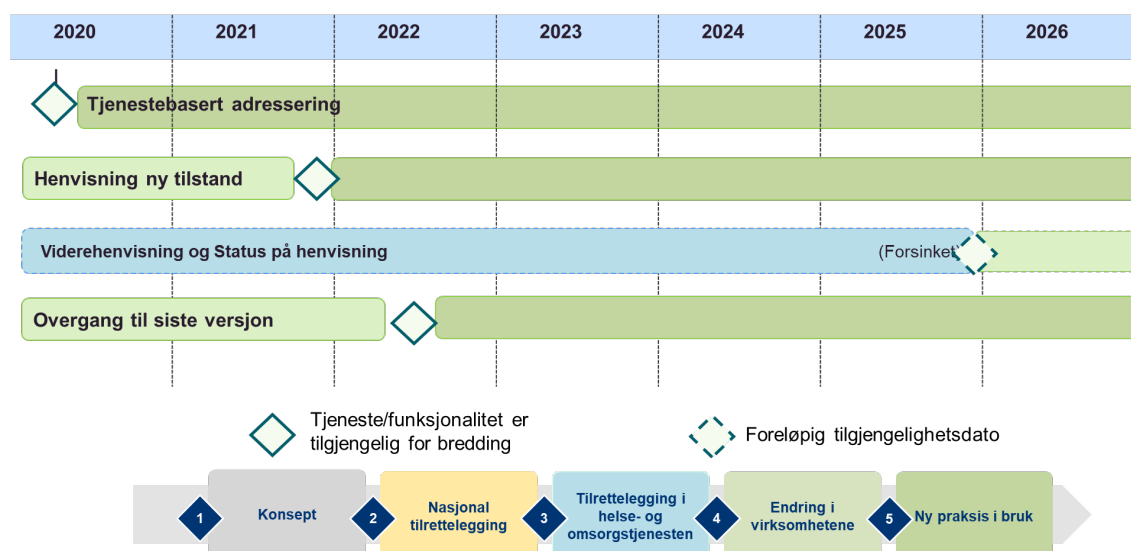 2020 2021 2022 2023 2024 2025 2026
Tjenestebasert adressering
Henvisning ny tilstand
Viderehenvisning og Status på henvisning (Forsinket)
Overgang til siste versjon
Tjeneste/funksjonalitet er
tilgjengelig for bredding
Foreløpig tilgjengelighetsdato
1
Konsept
2
Nasjonal
tilrettelegging
3
Tilrettelegging i
helse- og
omsorgstjenesten
4
Endring i
virksomhetene
5
Ny praksis i bruk